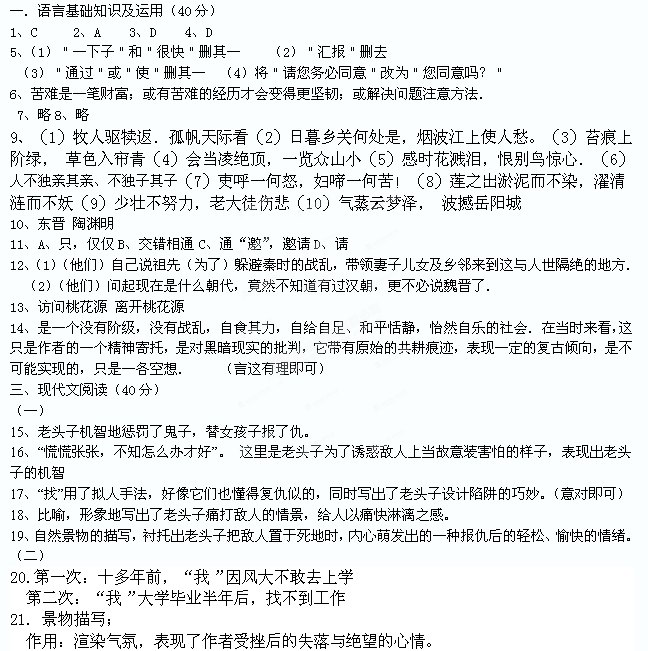 一．语言基础知识及运用（40分）
1、C 2、A 3、D 4、D
5、（1）＂一下子＂和＂很快＂删其一 （2）＂汇报＂删去
（3）＂通过＂或＂使＂删其一 （4）将＂请您务必同意＂改为＂您同意吗？＂
6、苦难是一笔财富；或有苦难的经历才会变得更坚韧；或解决问题注意方法．
7、略8、略
9、（1）牧人驱犊返．孤帆天际看（2）日暮乡关何处是，烟波江上使人愁。（3）苔痕上
阶绿， 草色入帘青（4）会当凌绝顶，一览众山小（5）感时花溅泪，恨别鸟惊心．（6）
人不独亲其亲、不独子其子（7）吏呼一何怒，妇啼一何苦！（8）莲之出淤泥而不染，濯清
涟而不妖（9）少壮不努力，老大徒伤悲（10）气蒸云梦泽， 波撼岳阳城
10、东晋 陶渊明
11、A、只，仅仅B、交错相通C、通“邀”，邀请D、请
12、（1）（他们）自己说祖先（为了）躲避秦时的战乱，带领妻子儿女及乡邻来到这与人世隔绝的地方．
（2）（他们）问起现在是什么朝代，竟然不知道有过汉朝，更不必说魏晋了．
13、访问桃花源 离开桃花源
14、是一个没有阶级，没有战乱，自食其力，自给自足、和平恬静，怡然自乐的社会．在当时来看，这
只是作者的一个精神寄托，是对黑暗现实的批判，它带有原始的共耕痕迹，表现一定的复古倾向，是不
可能实现的，只是一各空想． （言这有理即可）
三、现代文阅读（40分）
（一）
15、老头子机智地惩罚了鬼子，替女孩子报了仇。
16、“慌慌张张，不知怎么办才好”。 这里是老头子为了诱惑敌人上当故意装害怕的样子，表现出老头
子的机智
17、“找”用了拟人手法，好像它们也懂得复仇似的，同时写出了老头子设计陷阱的巧妙。（意对即可）
18、比喻，形象地写出了老头子痛打敌人的情景，给人以痛快淋漓之感。
19、自然景物的描写，衬托出老头子把敌人置于死地时，内心萌发出的一种报仇后的轻松、愉快的情绪。
（二）
20.第一次：十多年前，“我”因风大不敢去上学
第二次：“我”大学毕业半年后，找不到工作
21．景物描写；
作用：渲染气氛，表现了作者受挫后的失落与绝望的心情。